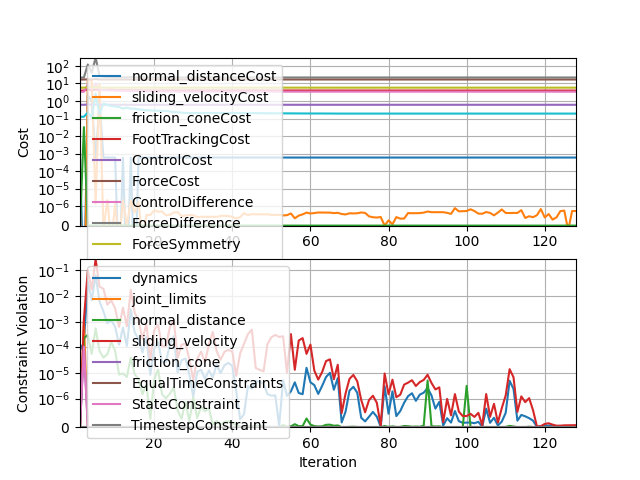 Cost
10²
10¹
10⁰
10⁻¹
10⁻²
10⁻³
10⁻⁴
10⁻⁵
10⁻⁶
0
normal_distanceCost
sliding_velocityCost
friction_coneCost
FootTrackingCost
ControlCost
ForceCost
ControlDifference
ForceDifference
ForceSymmetry
20 40 60 80 100 120
Constraint Violation
10⁻¹
10⁻²
10⁻³
10⁻⁴
10⁻⁵
10⁻⁶
0
dynamics
joint_limits
normal_distance
sliding_velocity
friction_cone
EqualTimeConstraints
StateConstraint
TimestepConstraint
20 40 60 80 100 120
Iteration